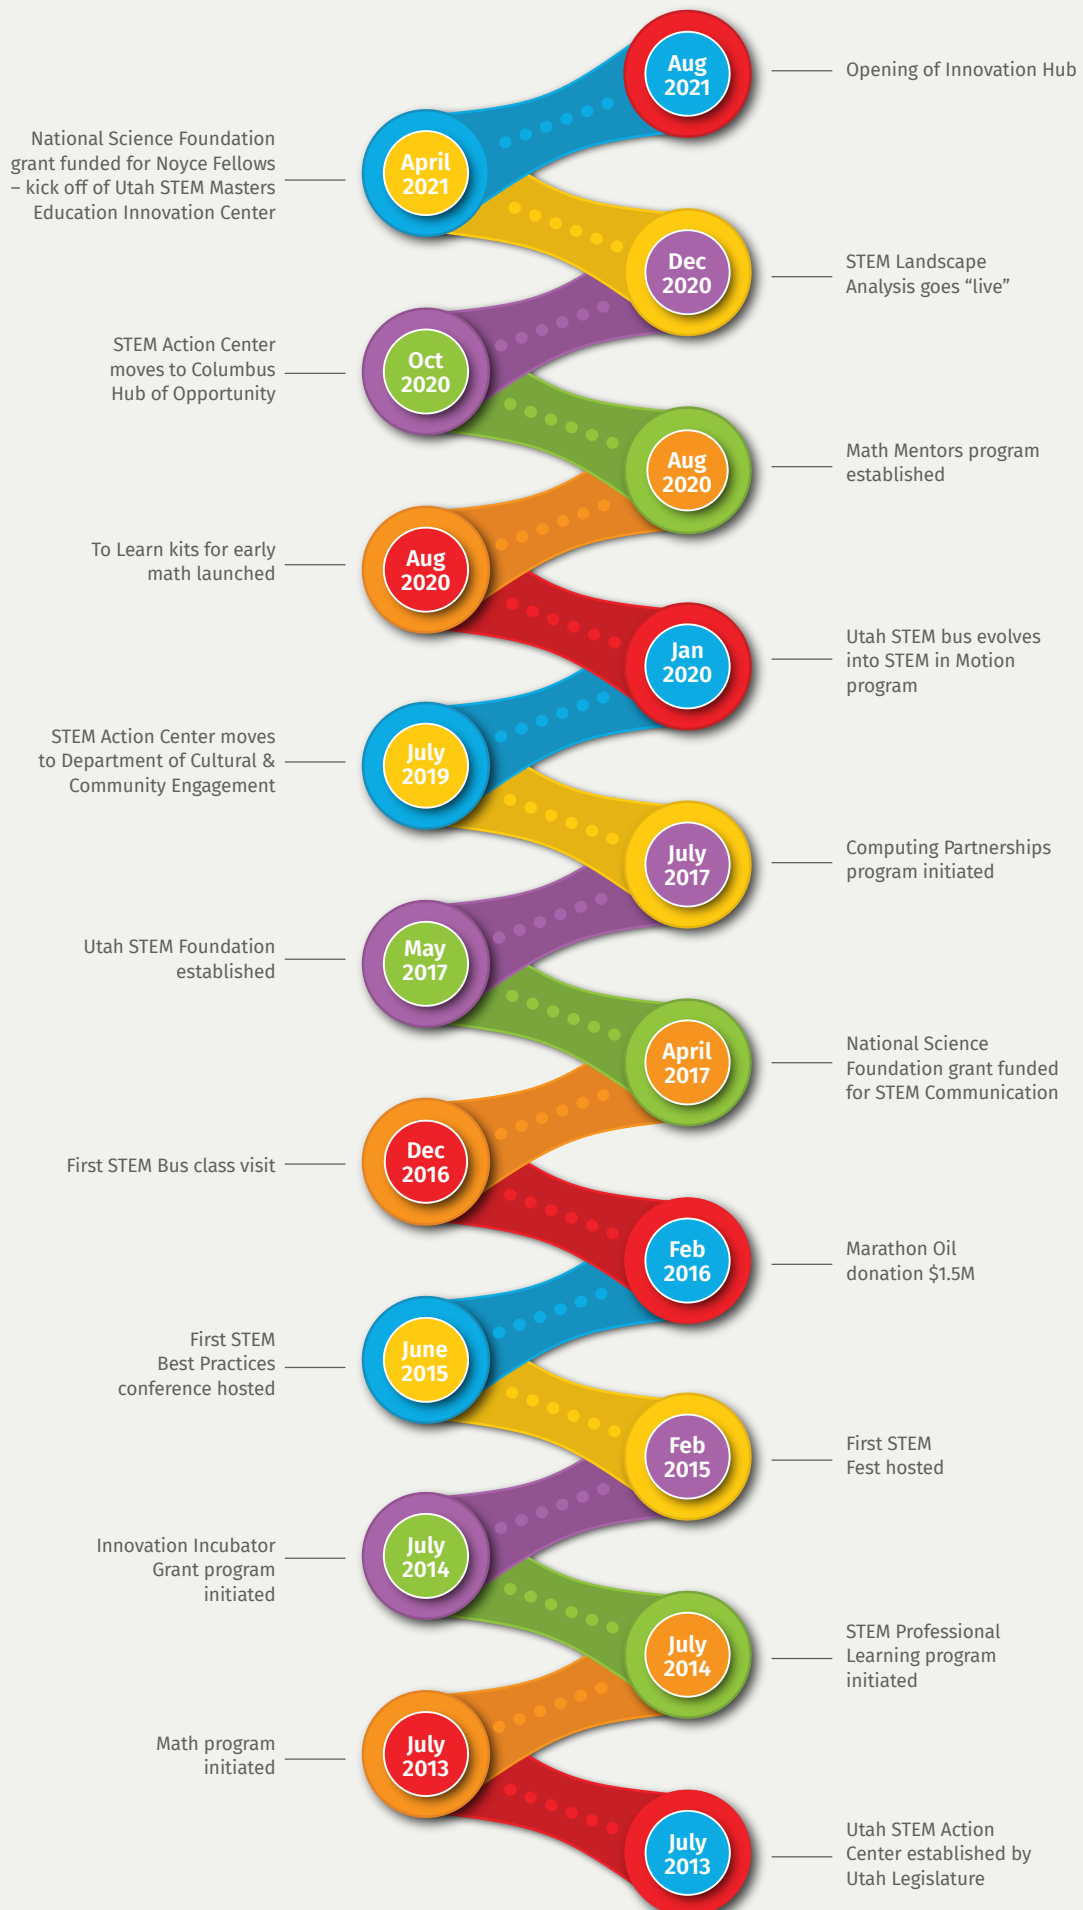 Aug
2021
Opening of Innovation Hub
National Science Foundation
grant funded for Noyce Fellows
– kick off of Utah STEM Masters
Education Innovation Center
April
2021
Dec
2020
STEM Landscape
Analysis goes “live”
STEM Action Center
moves to Columbus
Hub of Opportunity
Oct
2020
Aug
2020
Math Mentors program
established
To Learn kits for early
math launched
Aug
2020
Jan
2020
Utah STEM bus evolves
into STEM in Motion
program
STEM Action Center moves
to Department of Cultural &
Community Engagement
July
2019
July
2017
Computing Partnerships
program initiated
Utah STEM Foundation
established
May
2017
April
2017
National Science
Foundation grant funded
for STEM Communication
First STEM Bus class visit
Dec
2016
Feb
2016
Marathon Oil
donation $1.5M
First STEM
Best Practices
conference hosted
June
2015
Feb
2015
First STEM
Fest hosted
Innovation Incubator
Grant program
initiated
July
2014
July
2014
STEM Professional
Learning program
initiated
Math program
initiated
July
2013
July
2013
Utah STEM Action
Center established by
Utah Legislature